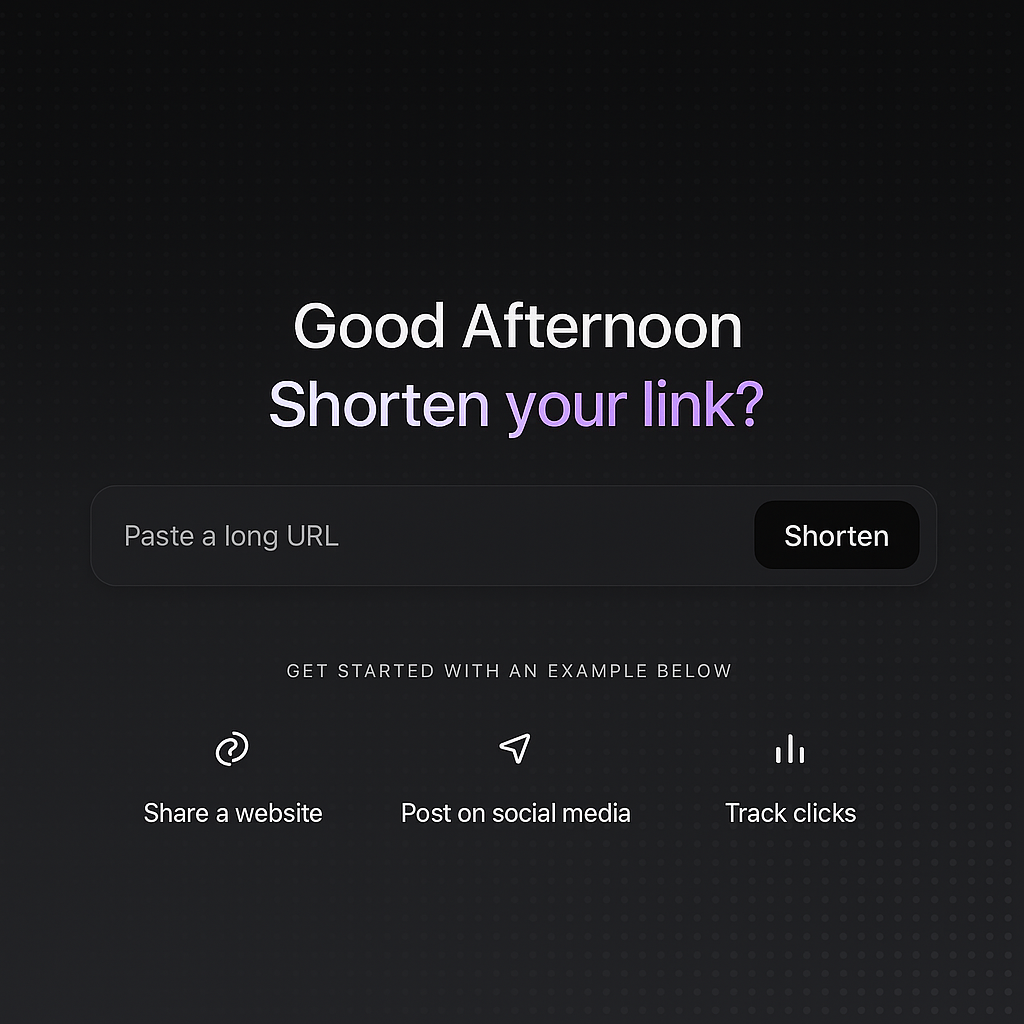 Good Afternoon
Shorten your link?
Paste a long URL
Shorten
GET STARTED WITH AN EXAMPLE BELOW
Share a website
Post on social media
Track clicks